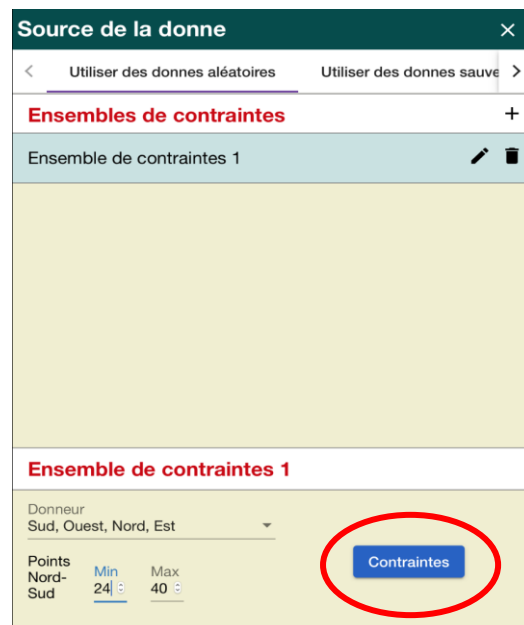 Source de la donne
Utiliser des donnes aléatoires Utiliser des donnes sauve
Ensembles de contraintes
Ensemble de contraintes 1
Ensemble de contraintes 1
Donneur
Sud, Ouest, Nord, Est
Points
Nord-
Sud
Min Max
24 40
Contraintes